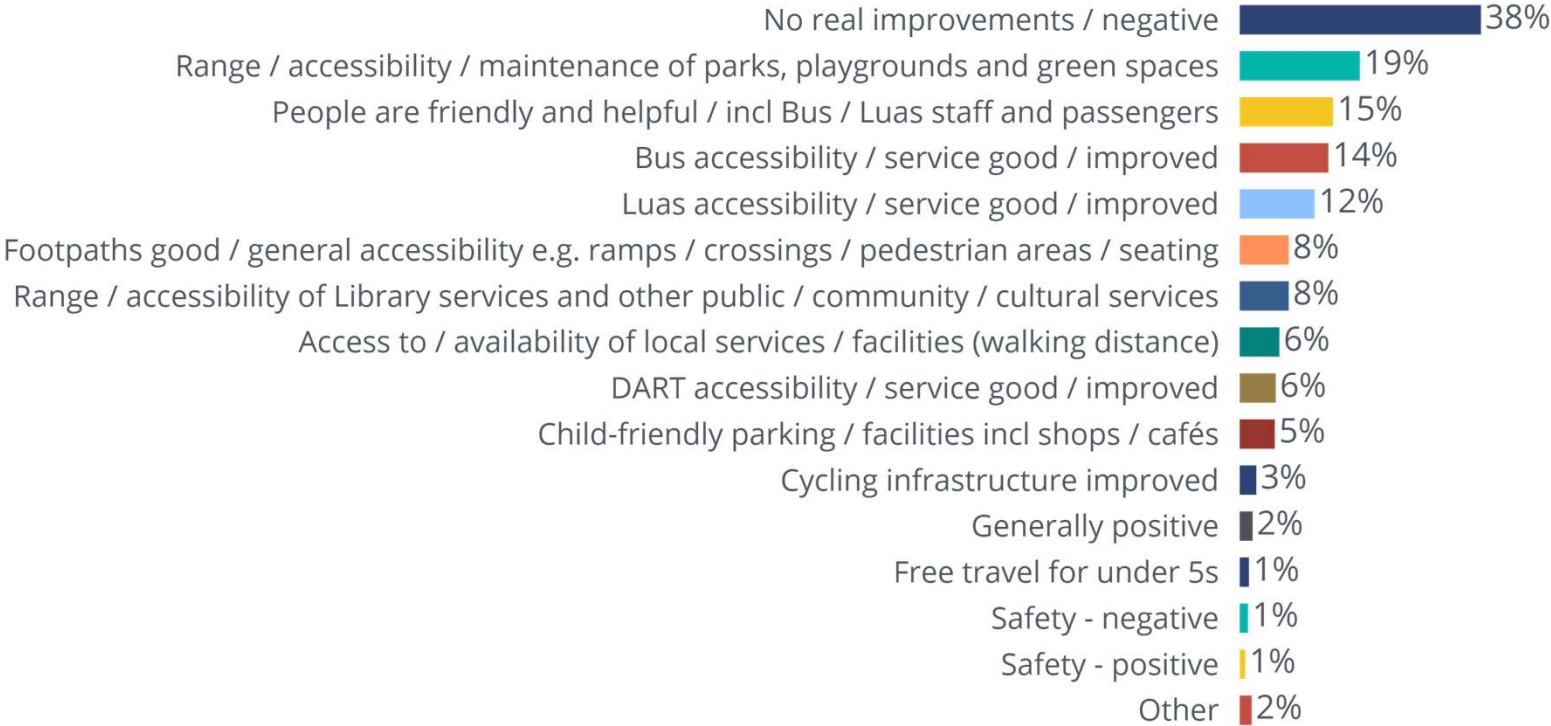 No real improvements / negative 38%
Range / accessibility / maintenance of parks, playgrounds and green spaces 19%
People are friendly and helpful / incl Bus / Luas staff and passengers 15%
Bus accessibility / service good / improved 14%
Luas accessibility / service good / improved 12%
Footpaths good / general accessibility e.g. ramps / crossings / pedestrian areas / seating 8%
Range / accessibility of Library services and other public / community / cultural services 8%
Access to / availability of local services / facilities (walking distance) 6%
DART accessibility / service good / improved 6%
Child-friendly parking / facilities incl shops / cafés 5%
Cycling infrastructure improved 3%
Generally positive 2%
Free travel for under 5s 1%
Safety - negative 1%
Safety - positive 1%
Other 2%